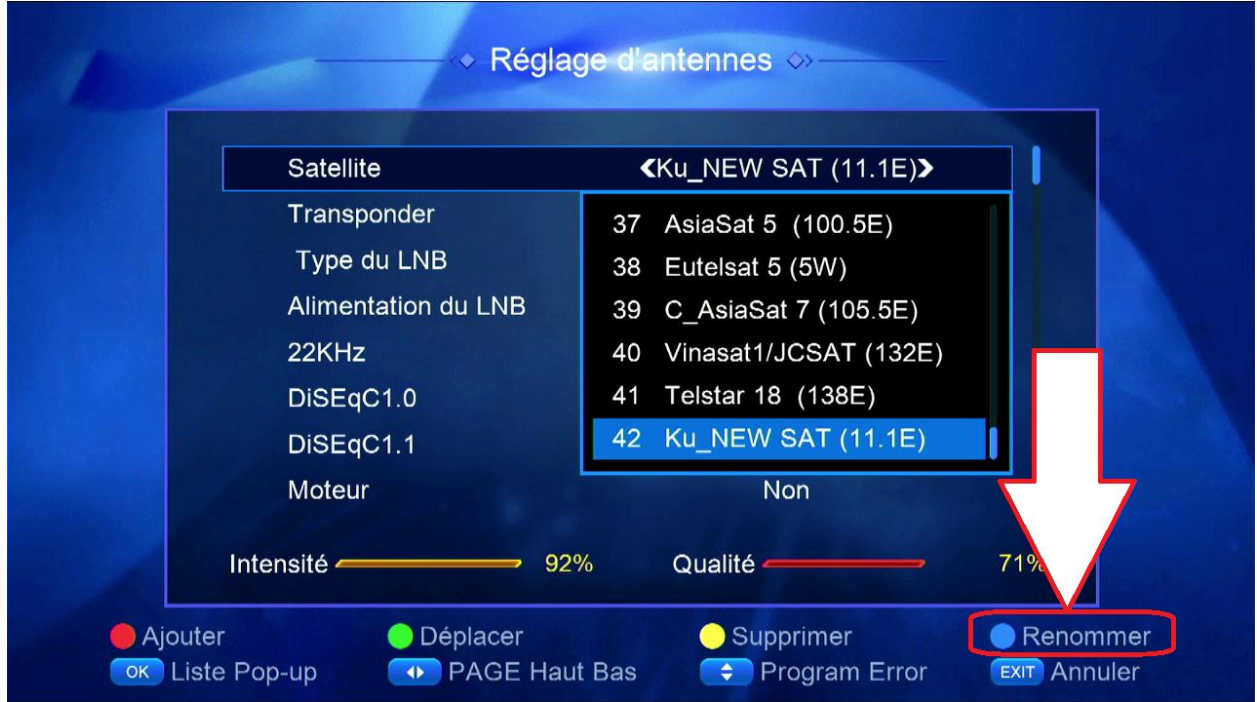 Réglage d'antennes
Satellite Ku_NEW SAT (11.1E)
Transponder
Type du LNB
Alimentation du LNB
22KHz
DiSEqC1.0
DiSEqC1.1
Moteur Non
37 AsiaSat 5 (100.5E)
38 Eutelsat 5 (5W)
39 C_AsiaSat 7 (105.5E)
40 Vinasat1/JCSAT (132E)
41 Telstar 18 (138E)
42 Ku_NEW SAT (11.1E)
Intensité 92% Qualité 71%
Ajouter Déplacer Supprimer Renommer
OK Liste Pop-up PAGE Haut Bas Program Error EXIT Annuler